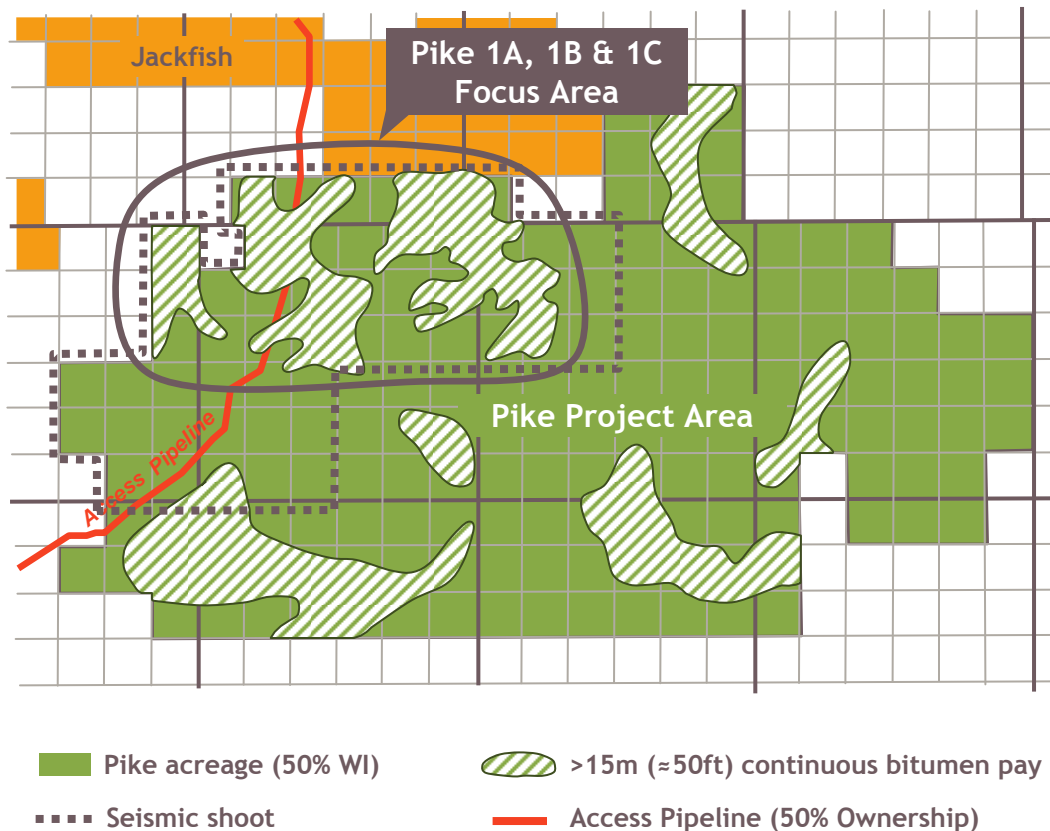 Jackfish
Pike 1A, 1B & 1C
Focus Area
Pike Project Area
Access Pipeline
Pike acreage (50% WI)
>15m (≈50ft) continuous bitumen pay
Seismic shoot
Access Pipeline (50% Ownership)